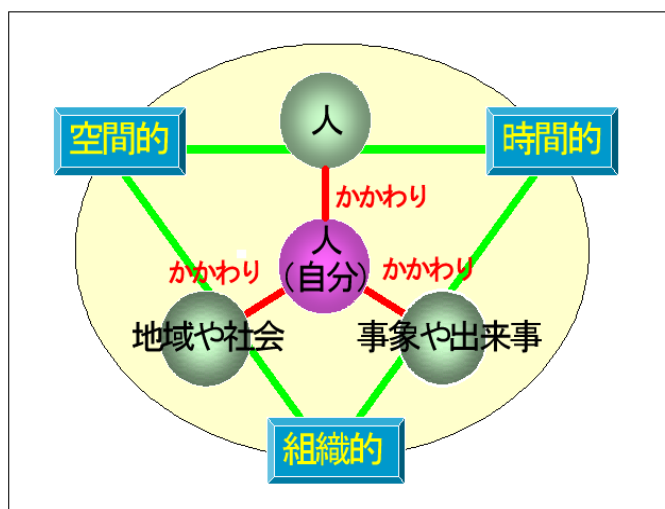 人
空間的
時間的
かかわり
人
（自分）
かかわり
かかわり
地域や社会
事象や出来事
組織的